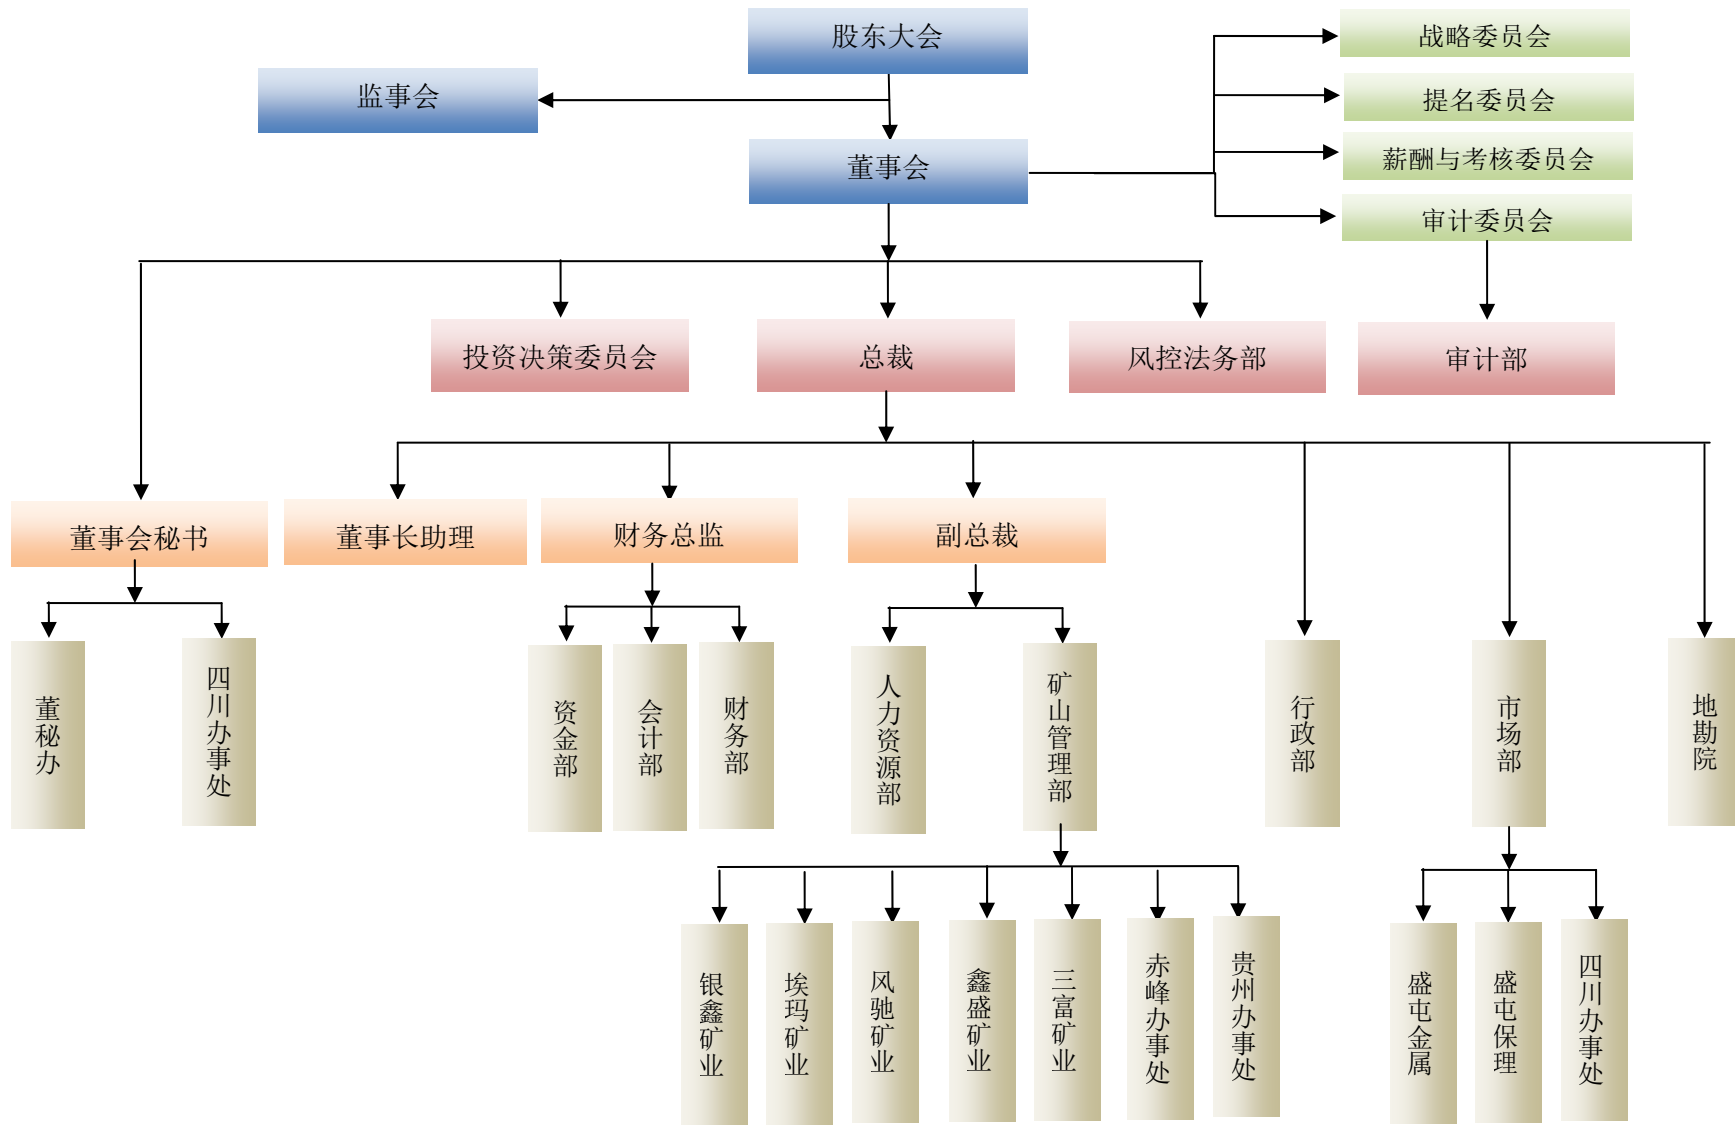 股东大会
战略委员会
监事会
提名委员会
董事会
薪酬与考核委员会
审计委员会
投资决策委员会
总裁
风控法务部
审计部
董事会秘书
董事长助理
财务总监
副总裁
董秘办
四川办事处
资金部
会计部
财务部
人力资源部
矿山管理部
行政部
市场部
地勘院
银鑫矿业
埃玛矿业
风驰矿业
鑫盛矿业
三富矿业
赤峰办事处
贵州办事处
盛屯金属
盛屯保理
四川办事处